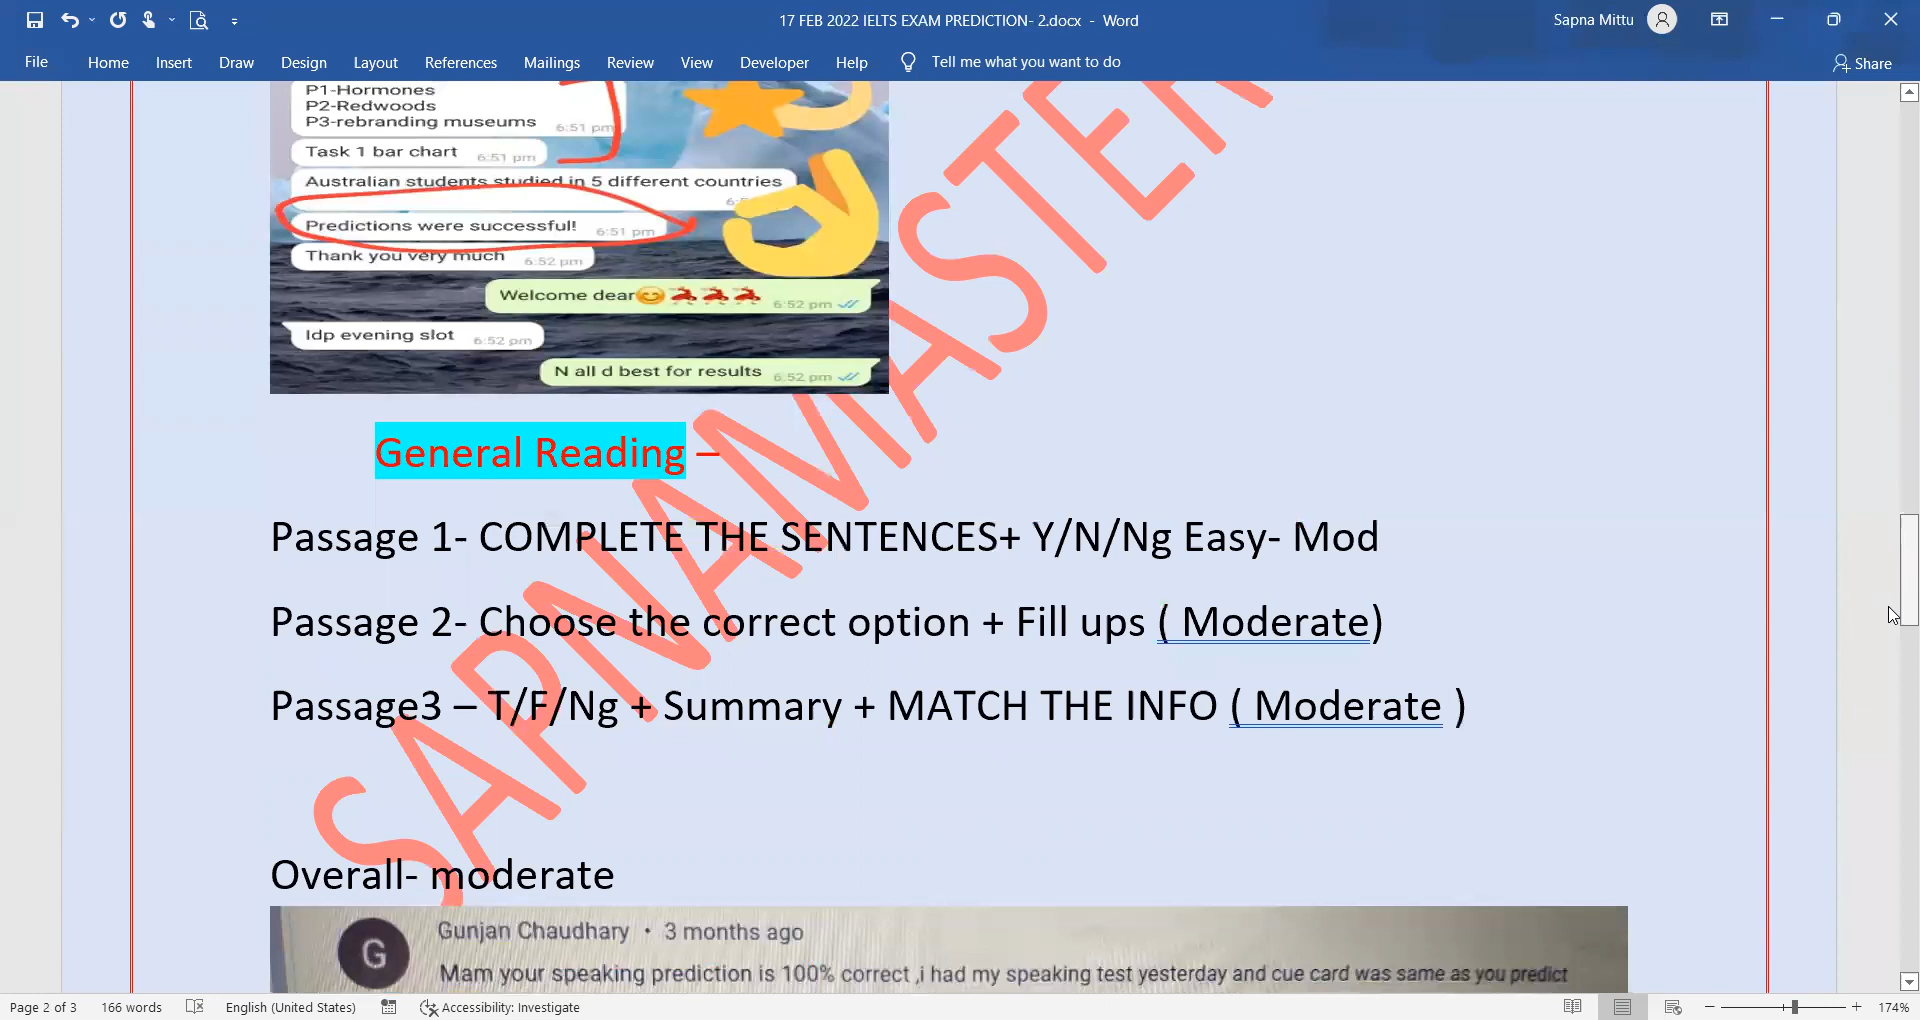 17 FEB 2022 IELTS EXAM PREDICTION- 2.docx - Word
Sapna Mittu
File Home Insert Draw Design Layout References Mailings Review View Developer Help Tell me what you want to do
Share
P1-Hormones
P2-Redwoods
P3-rebranding museums 6:51 pm
Task 1 bar chart 6:51 pm
Australian students studied in 5 different countries
Predictions were successful! 6:51 pm
Thank you very much 6:52 pm
Welcome dear 6:52 pm
Idp evening slot 6:52 pm
N all d best for results 6:52 pm
General Reading –
Passage 1- COMPLETE THE SENTENCES+ Y/N/Ng Easy- Mod
Passage 2- Choose the correct option + Fill ups ( Moderate)
Passage3 – T/F/Ng + Summary + MATCH THE INFO ( Moderate )
Overall- moderate
SAPNAMASTER
G
Gunjan Chaudhary • 3 months ago
Mam your speaking prediction is 100% correct ,i had my speaking test yesterday and cue card was same as you predict
Page 2 of 3 166 words English (United States) Accessibility: Investigate 174%